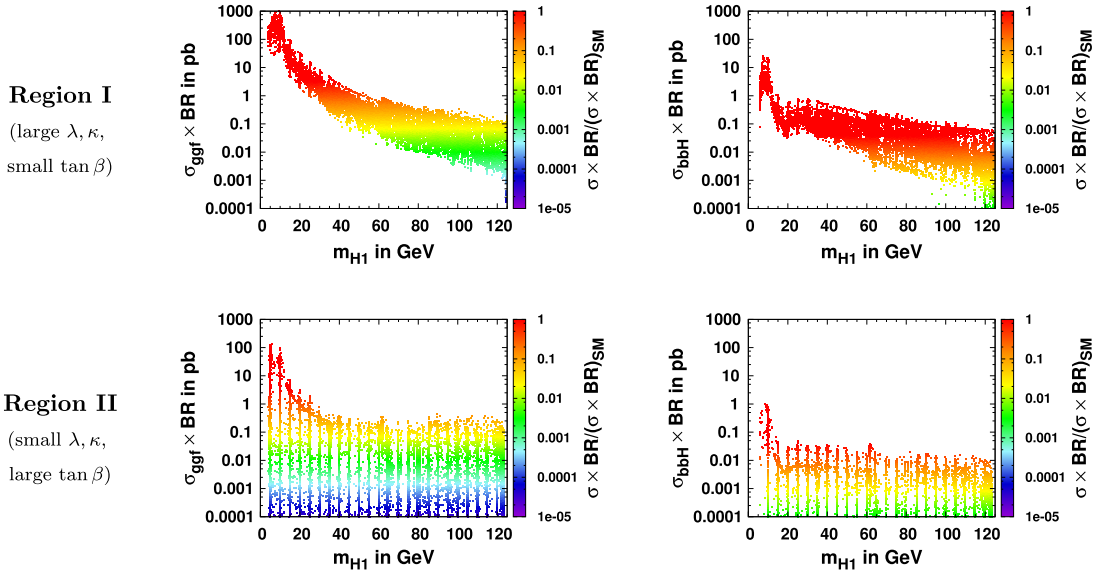 Region I
(large λ, κ,
small tan β)
σggf × BR in pb
1000
100
10
1
0.1
0.01
0.001
0.0001
0 20 40 60 80 100 120
mH1 in GeV
1
0.1
0.01
0.001
0.0001
1e-05
σ × BR/(σ × BR)SM
σbbH × BR in pb
1000
100
10
1
0.1
0.01
0.001
0.0001
0 20 40 60 80 100 120
mH1 in GeV
1
0.1
0.01
0.001
0.0001
1e-05
σ × BR/(σ × BR)SM
Region II
(small λ, κ,
large tan β)
σggf × BR in pb
1000
100
10
1
0.1
0.01
0.001
0.0001
0 20 40 60 80 100 120
mH1 in GeV
1
0.1
0.01
0.001
0.0001
1e-05
σ × BR/(σ × BR)SM
σbbH × BR in pb
1000
100
10
1
0.1
0.01
0.001
0.0001
0 20 40 60 80 100 120
mH1 in GeV
1
0.1
0.01
0.001
0.0001
1e-05
σ × BR/(σ × BR)SM